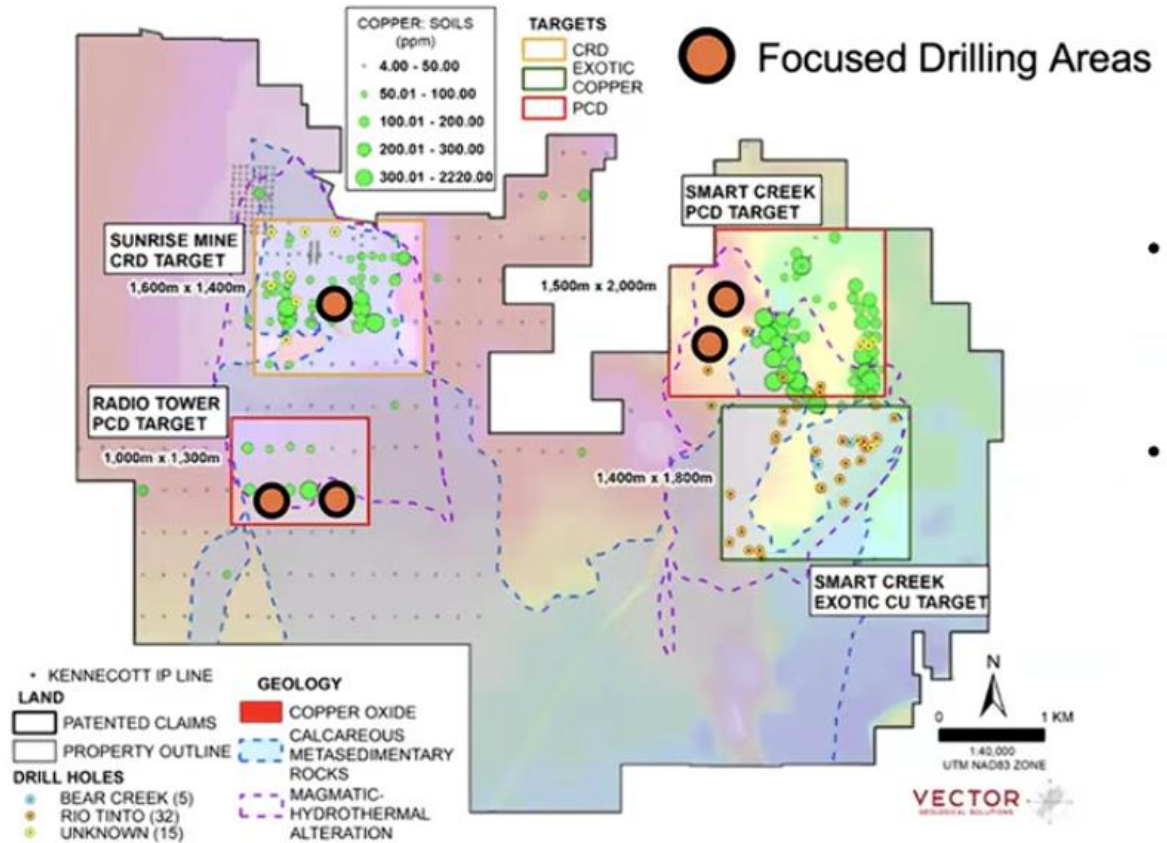 COPPER: SOILS
(ppm)
4.00 - 50.00
50.01 - 100.00
100.01 - 200.00
200.01 - 300.00
300.01 - 2220.00
TARGETS
CRD
EXOTIC
COPPER
PCD
Focused Drilling Areas
SMART CREEK
PCD TARGET
SUNRISE MINE
CRD TARGET
1,600m x 1,400m
1,500m x 2,000m
RADIO TOWER
PCD TARGET
1,000m x 1,300m
1,400m x 1,800m
SMART CREEK
EXOTIC CU TARGET
KENNECOTT IP LINE
LAND
PATENTED CLAIMS
PROPERTY OUTLINE
DRILL HOLES
BEAR CREEK (5)
RIO TINTO (32)
UNKNOWN (15)
GEOLOGY
COPPER OXIDE
CALCAREOUS
METASEDIMENTARY
ROCKS
MAGMATIC-
HYDROTHERMAL
ALTERATION
N
0 1 KM
1:40,000
UTM NAD83 ZONE
VECTOR
GEOLOGICAL SOLUTIONS